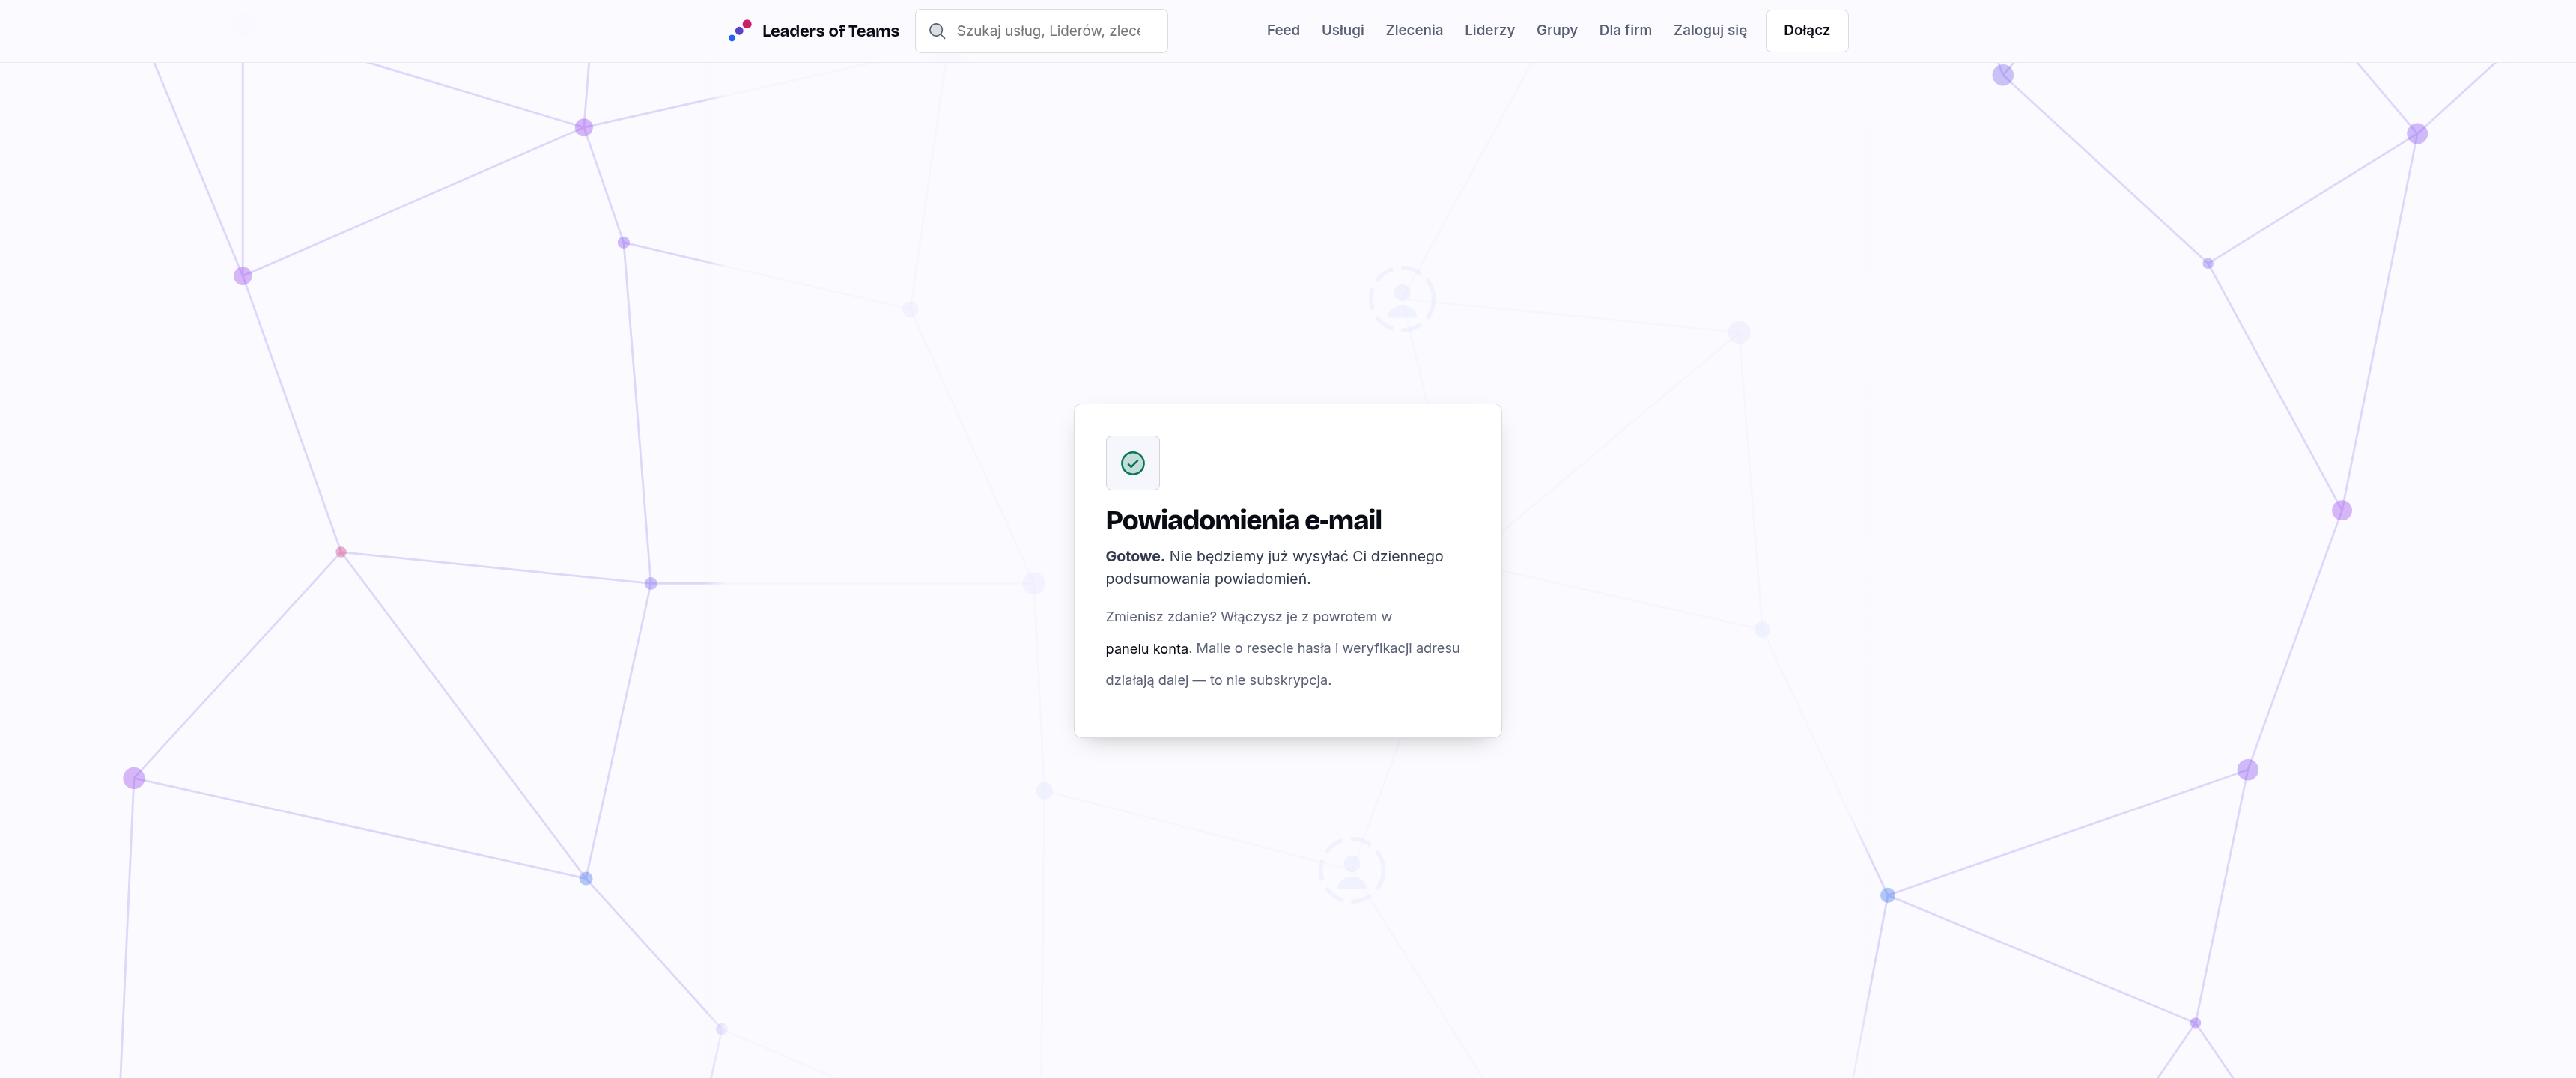 Leaders of Teams
Szukaj usług, Liderów, zlece
Feed Usługi Zlecenia Liderzy Grupy Dla firm Zaloguj się Dołącz
Powiadomienia e-mail
Gotowe. Nie będziemy już wysyłać Ci dziennego
podsumowania powiadomień.
Zmienisz zdanie? Włączysz je z powrotem w
panelu konta. Maile o resecie hasła i weryfikacji adresu
działają dalej — to nie subskrypcja.